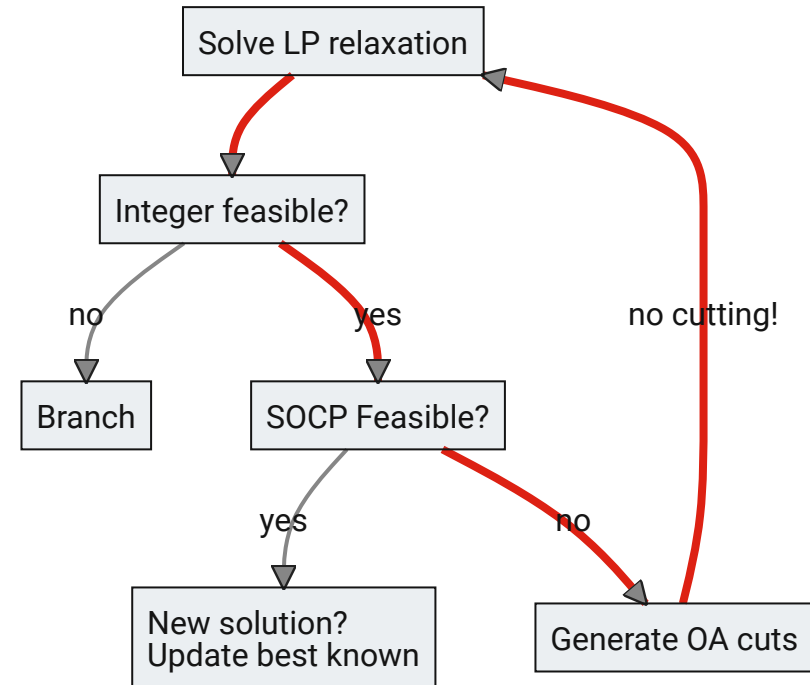 Solve LP relaxation
Integer feasible?
no
yes
no cutting!
Branch
SOCP Feasible?
yes
no
New solution?
Update best known
Generate OA cuts